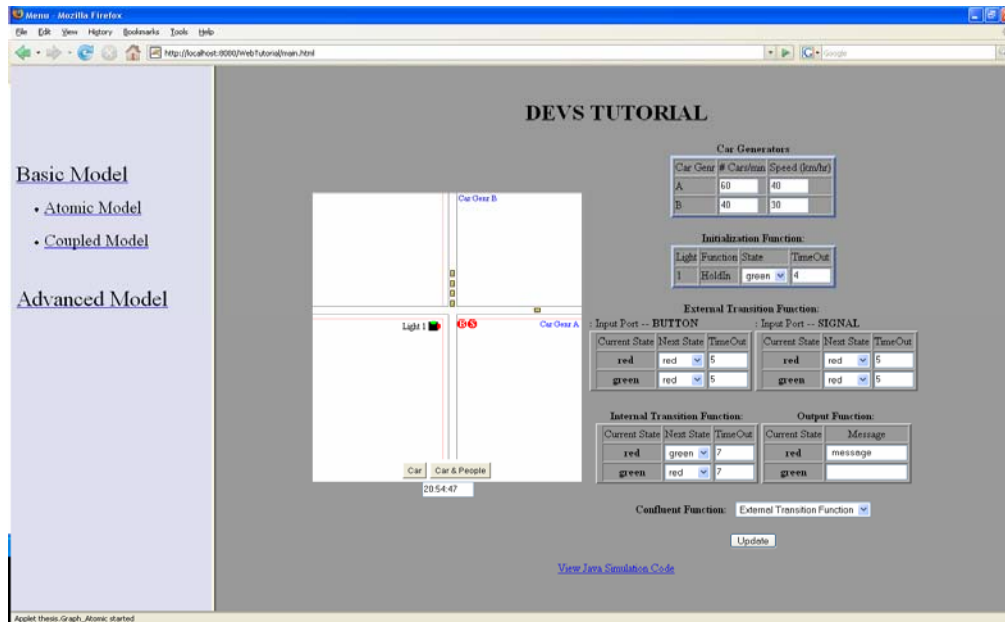 Menu - Mozilla Firefox
File Edit View History Bookmarks Tools Help
http://localhost:8080/WebTutorial/main.html
Google
Basic Model
• Atomic Model
• Coupled Model
Advanced Model
DEVS TUTORIAL
Car Generators
Car Genr # Cars/min Speed (km/hr)
A 60 40
B 40 30
Initialization Function:
Light Function State TimeOut
1 HoldIn green 4
Car Genr B
Light 1
B S
Car Genr A
Car Car & People
20:54:47
External Transition Function:
: Input Port -- BUTTON : Input Port -- SIGNAL
Current State Next State TimeOut Current State Next State TimeOut
red red 5 red red 5
green red 5 green red 5
Internal Transition Function: Output Function:
Current State Next State TimeOut Current State Message
red green 7 red message
green red 7 green
Confluent Function: External Transition Function
Update
View Java Simulation Code
Applet thesis.Graph_Atomic started